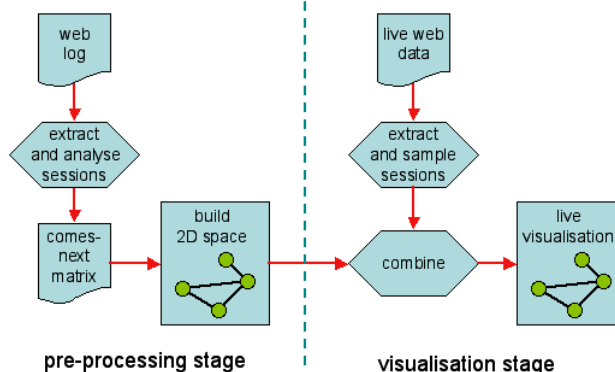 web
log
extract
and analyse
sessions
comes-
next
matrix
build
2D space
pre-processing stage
live web
data
extract
and sample
sessions
combine
live
visualisation
visualisation stage